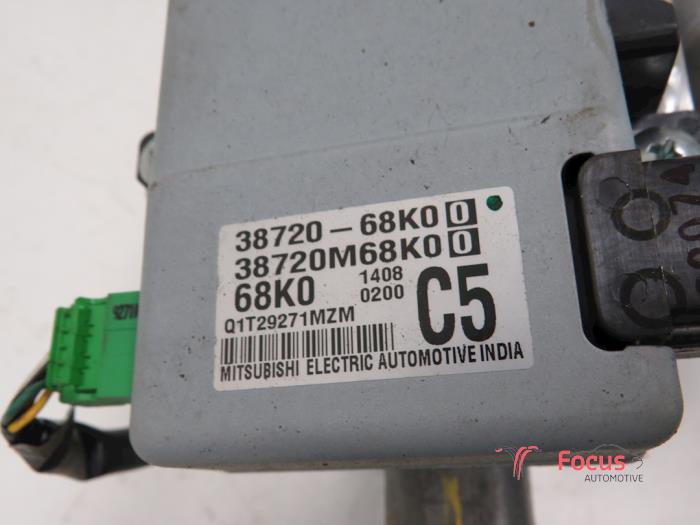 38720-68K00
38720M68K00
68K0 1408
0200
C5
Q1T29271MZM
MITSUBISHI ELECTRIC AUTOMOTIVE INDIA
Focus
AUTOMOTIVE